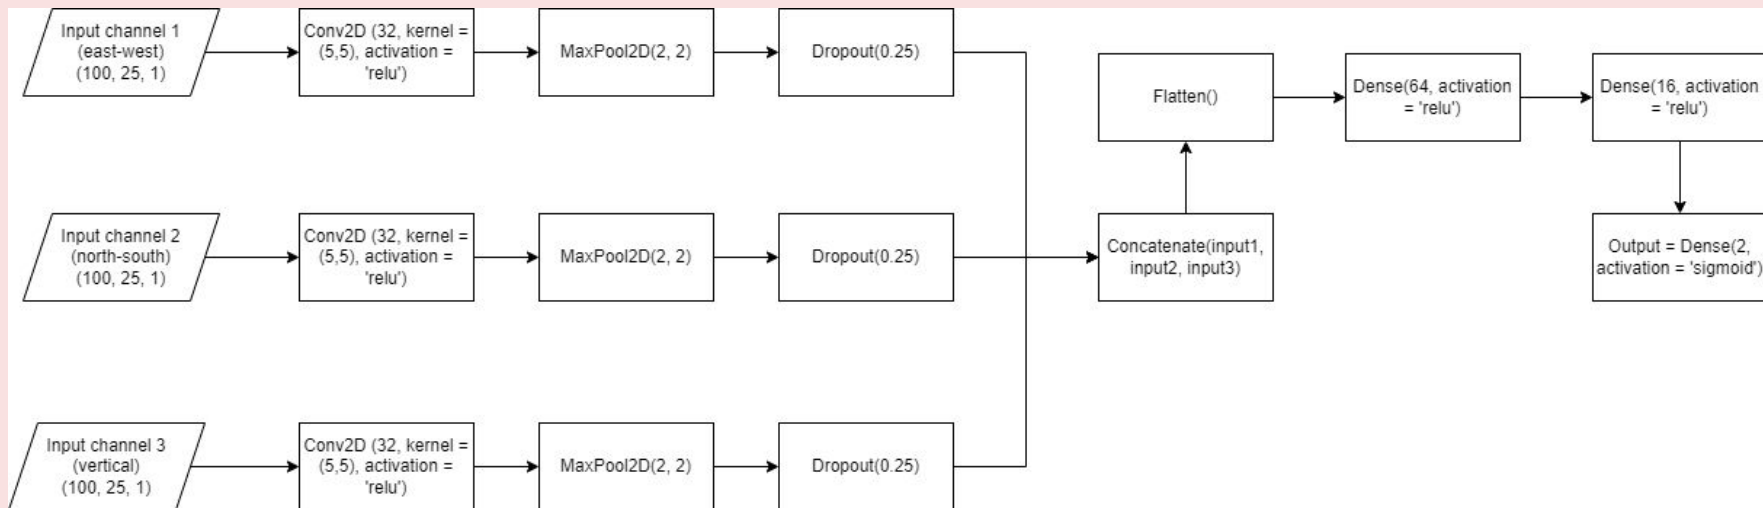 Input channel 1
(east-west)
(100, 25, 1)
Conv2D (32, kernel =
(5,5), activation =
'relu')
MaxPool2D(2, 2)
Dropout(0.25)
Input channel 2
(north-south)
(100, 25, 1)
Conv2D (32, kernel =
(5,5), activation =
'relu')
MaxPool2D(2, 2)
Dropout(0.25)
Input channel 3
(vertical)
(100, 25, 1)
Conv2D (32, kernel =
(5,5), activation =
'relu')
MaxPool2D(2, 2)
Dropout(0.25)
Concatenate(input1,
input2, input3)
Flatten()
Dense(64, activation
= 'relu')
Dense(16, activation
= 'relu')
Output = Dense(2,
activation = 'sigmoid')